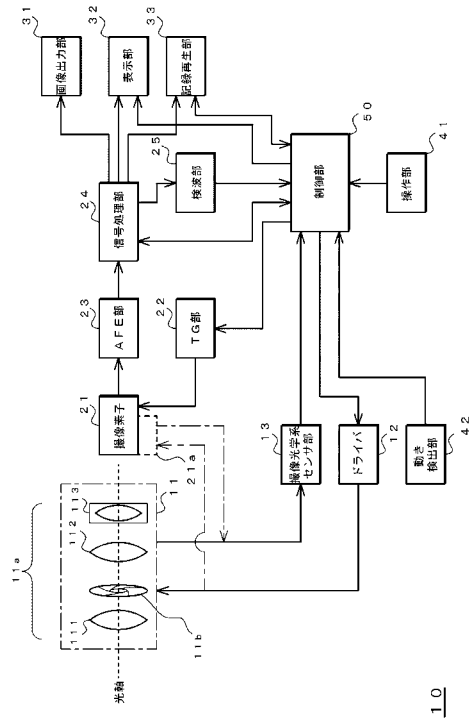 31
画像出力部
32
表示部
33
記録再生部
24
信号処理部
25
検波部
50
制御部
41
操作部
23
AFE部
22
TG部
21
撮像素子
21a
13
撮像光学系
センサ部
12
ドライバ
42
動き
検出部
11a
113
11
112
11b
111
光軸
10